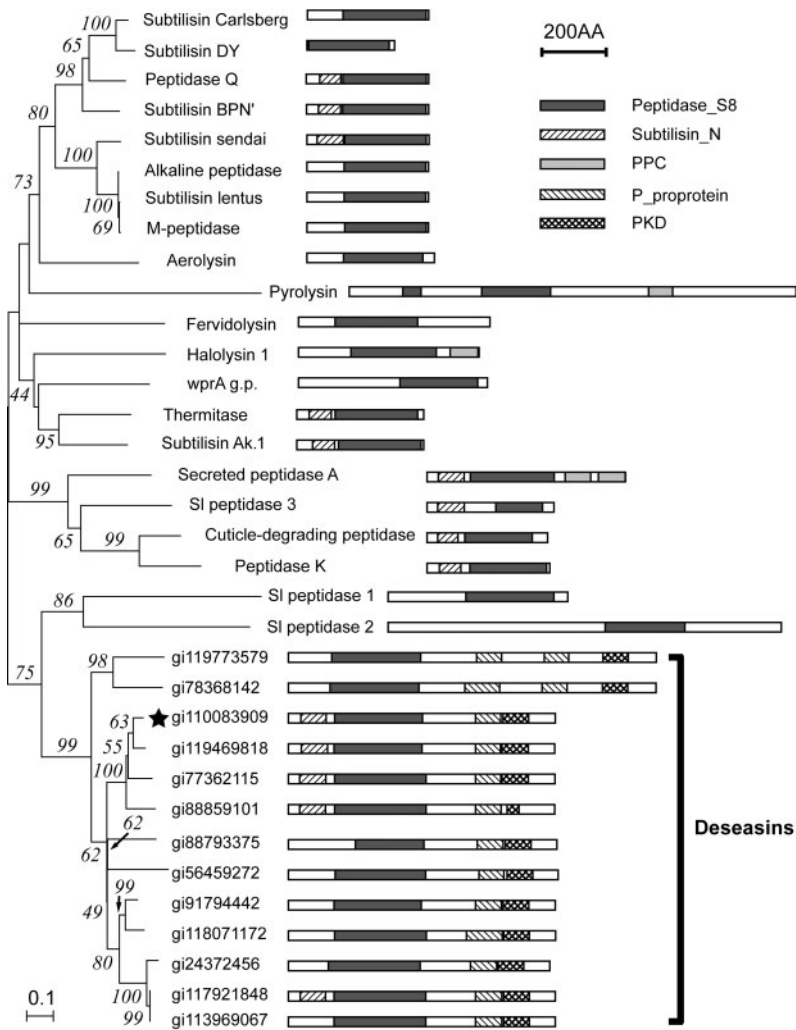 Subtilisin Carlsberg
Subtilisin DY
Peptidase Q
Subtilisin BPN'
Subtilisin sendai
Alkaline peptidase
Subtilisin lentus
M-peptidase
Aerolysin
Pyrolysin
Fervidolysin
Halolysin 1
wprA g.p.
Thermitase
Subtilisin Ak.1
Secreted peptidase A
SI peptidase 3
Cuticle-degrading peptidase
Peptidase K
SI peptidase 1
SI peptidase 2
gi119773579
gi78368142
gi110083909
gi119469818
gi77362115
gi88859101
gi88793375
gi56459272
gi91794442
gi118071172
gi24372456
gi117921848
gi113969067
100
65
98
80
100
73
100
69
44
95
99
65
99
86
75
98
99
63
55
100
62
62
99
49
80
100
99
0.1
200AA
Peptidase_S8
Subtilisin_N
PPC
P_proprotein
PKD
Deseasins